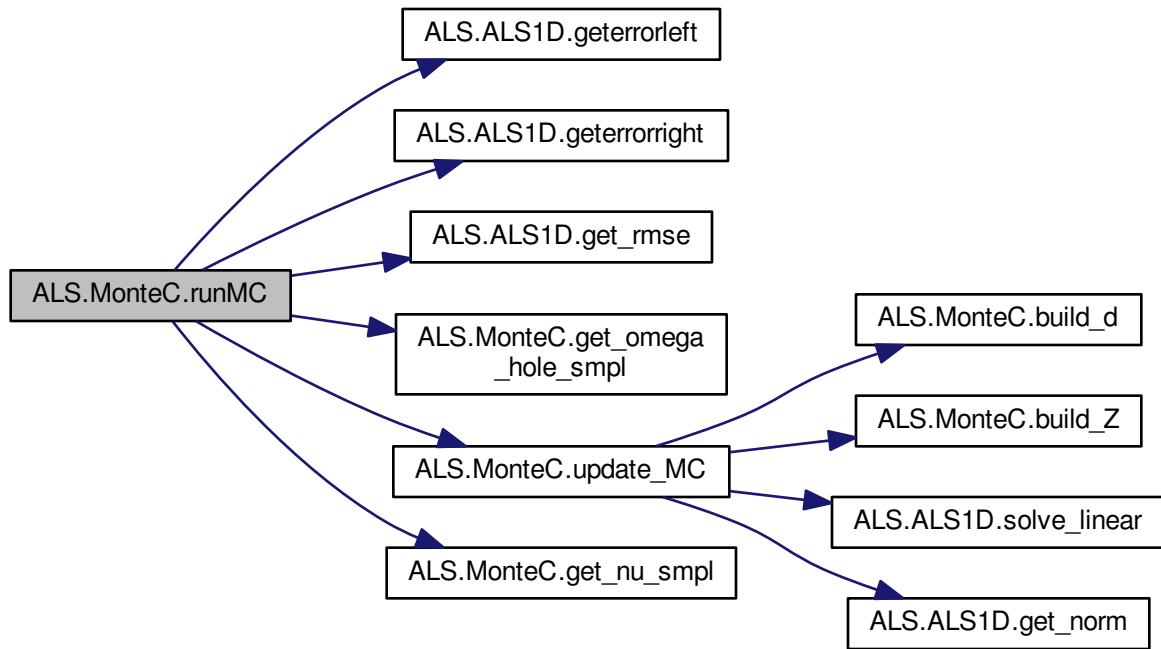 ALS.ALS1D.geterrorleft
ALS.ALS1D.geterrorright
ALS.ALS1D.get_rmse
ALS.MonteC.runMC
ALS.MonteC.get_omega
_hole_smpl
ALS.MonteC.update_MC
ALS.MonteC.get_nu_smpl
ALS.MonteC.build_d
ALS.MonteC.build_Z
ALS.ALS1D.solve_linear
ALS.ALS1D.get_norm